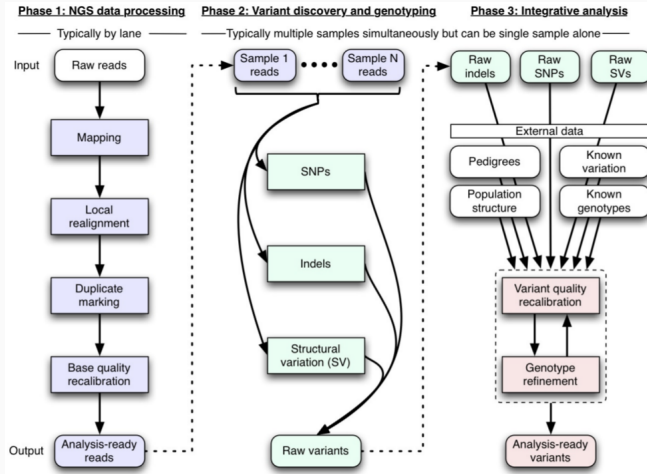 Phase 1: NGS data processing
Typically by lane
Input
Raw reads
Mapping
Local
realignment
Duplicate
marking
Base quality
recalibration
Output
Analysis-ready
reads
Phase 2: Variant discovery and genotyping
Typically multiple samples simultaneously but can be single sample alone
Sample 1
reads
Sample N
reads
SNPs
Indels
Structural
variation (SV)
Raw variants
Phase 3: Integrative analysis
Raw
indels
Raw
SNPs
Raw
SVs
External data
Pedigrees
Known
variation
Population
structure
Known
genotypes
Variant quality
recalibration
Genotype
refinement
Analysis-ready
variants